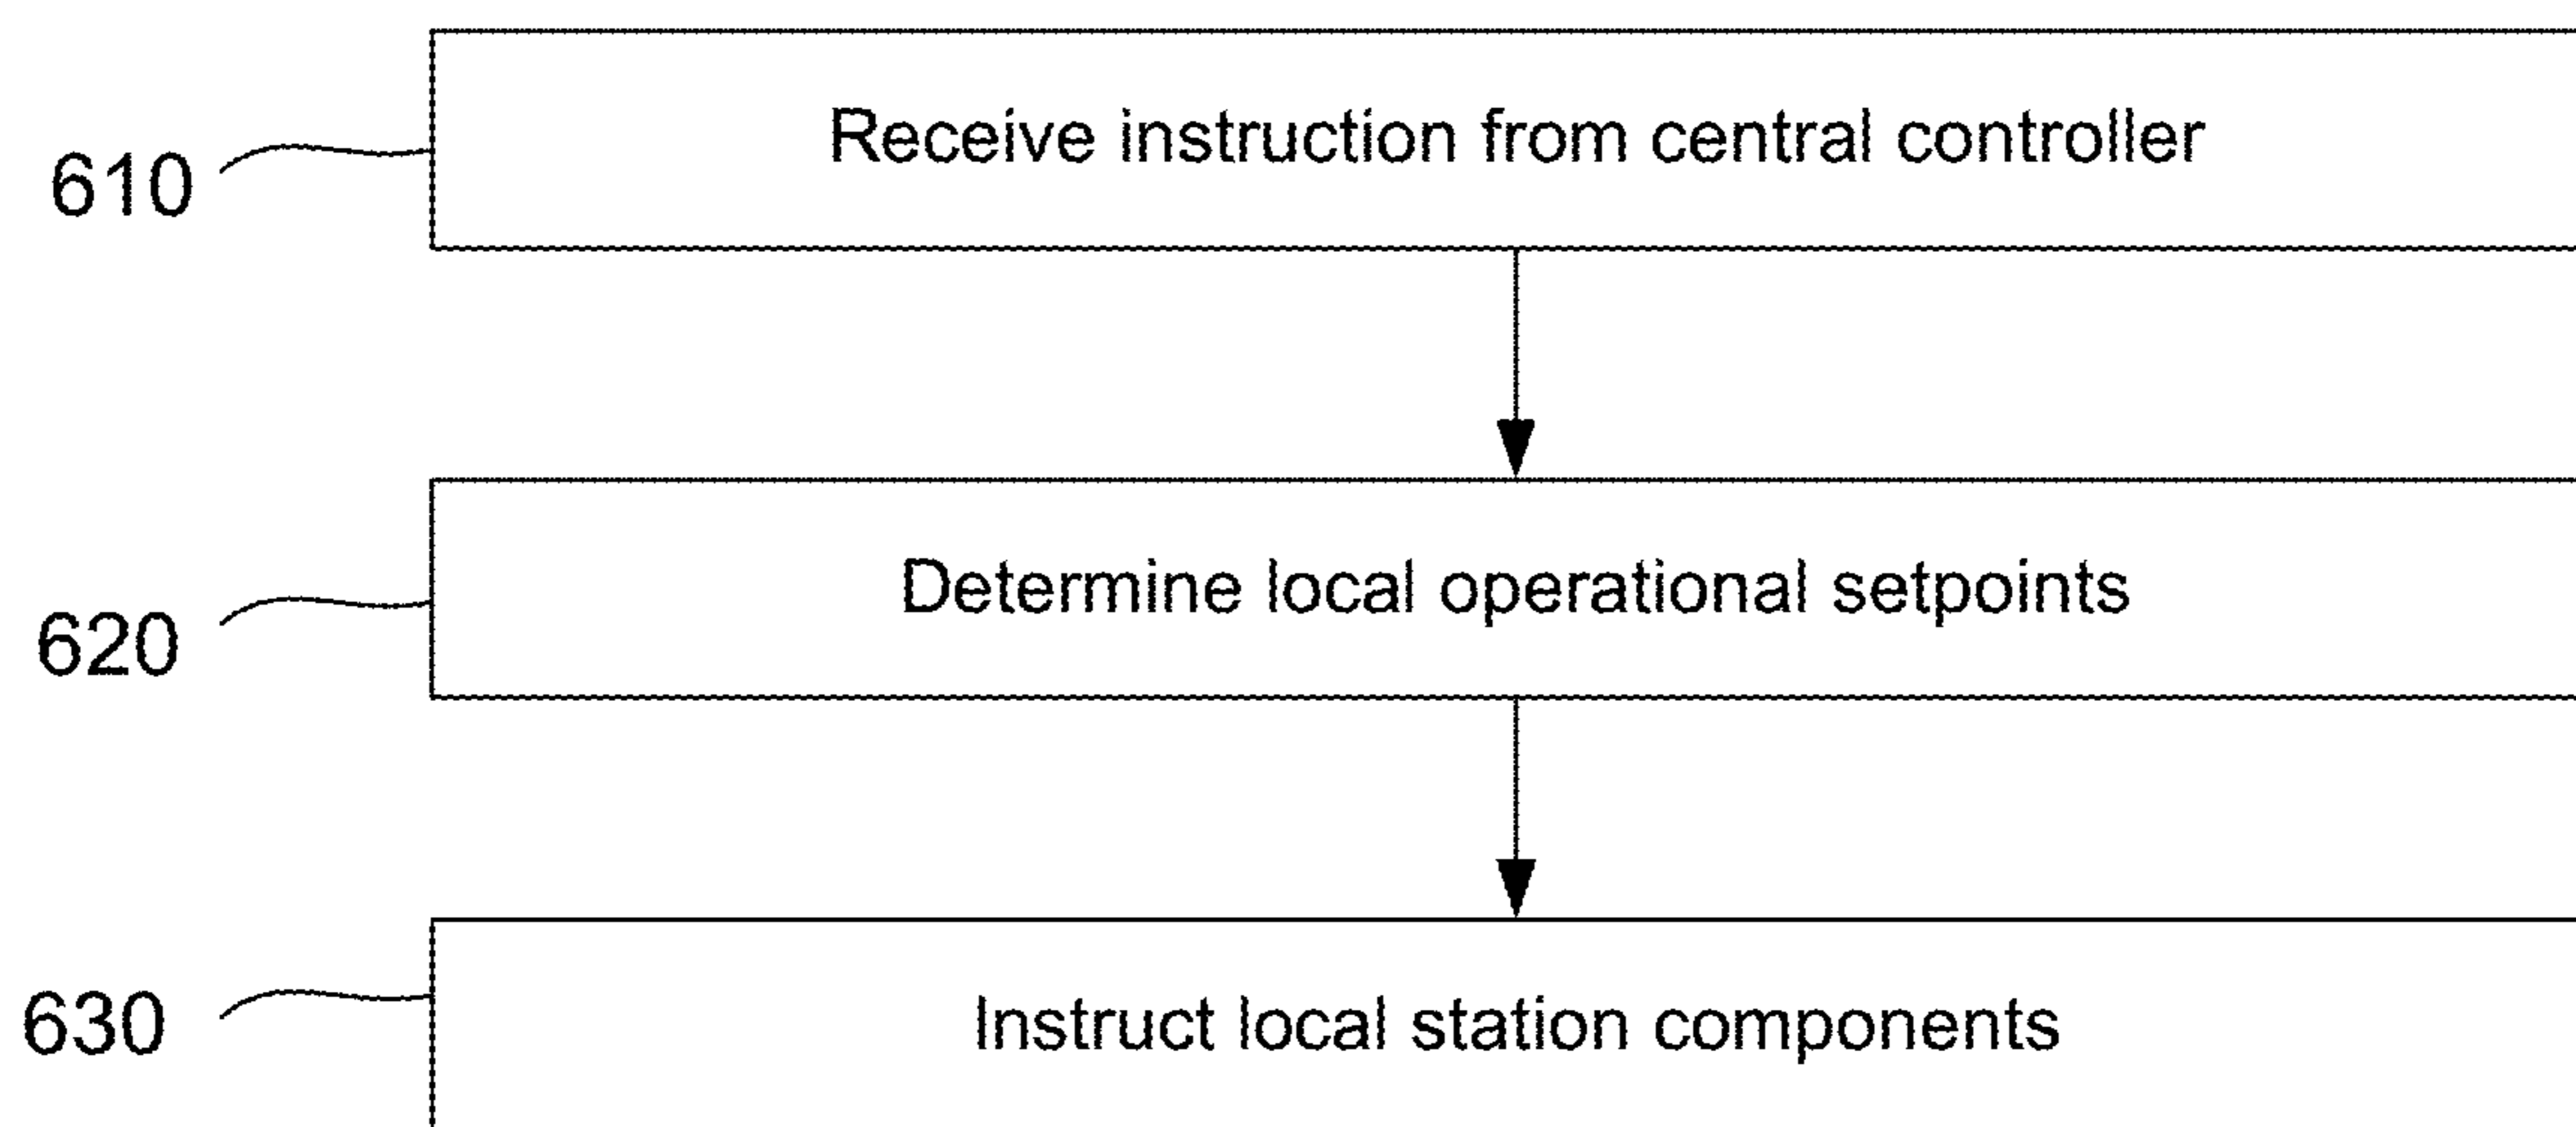 610 Receive instruction from central controller
620 Determine local operational setpoints
630 Instruct local station components